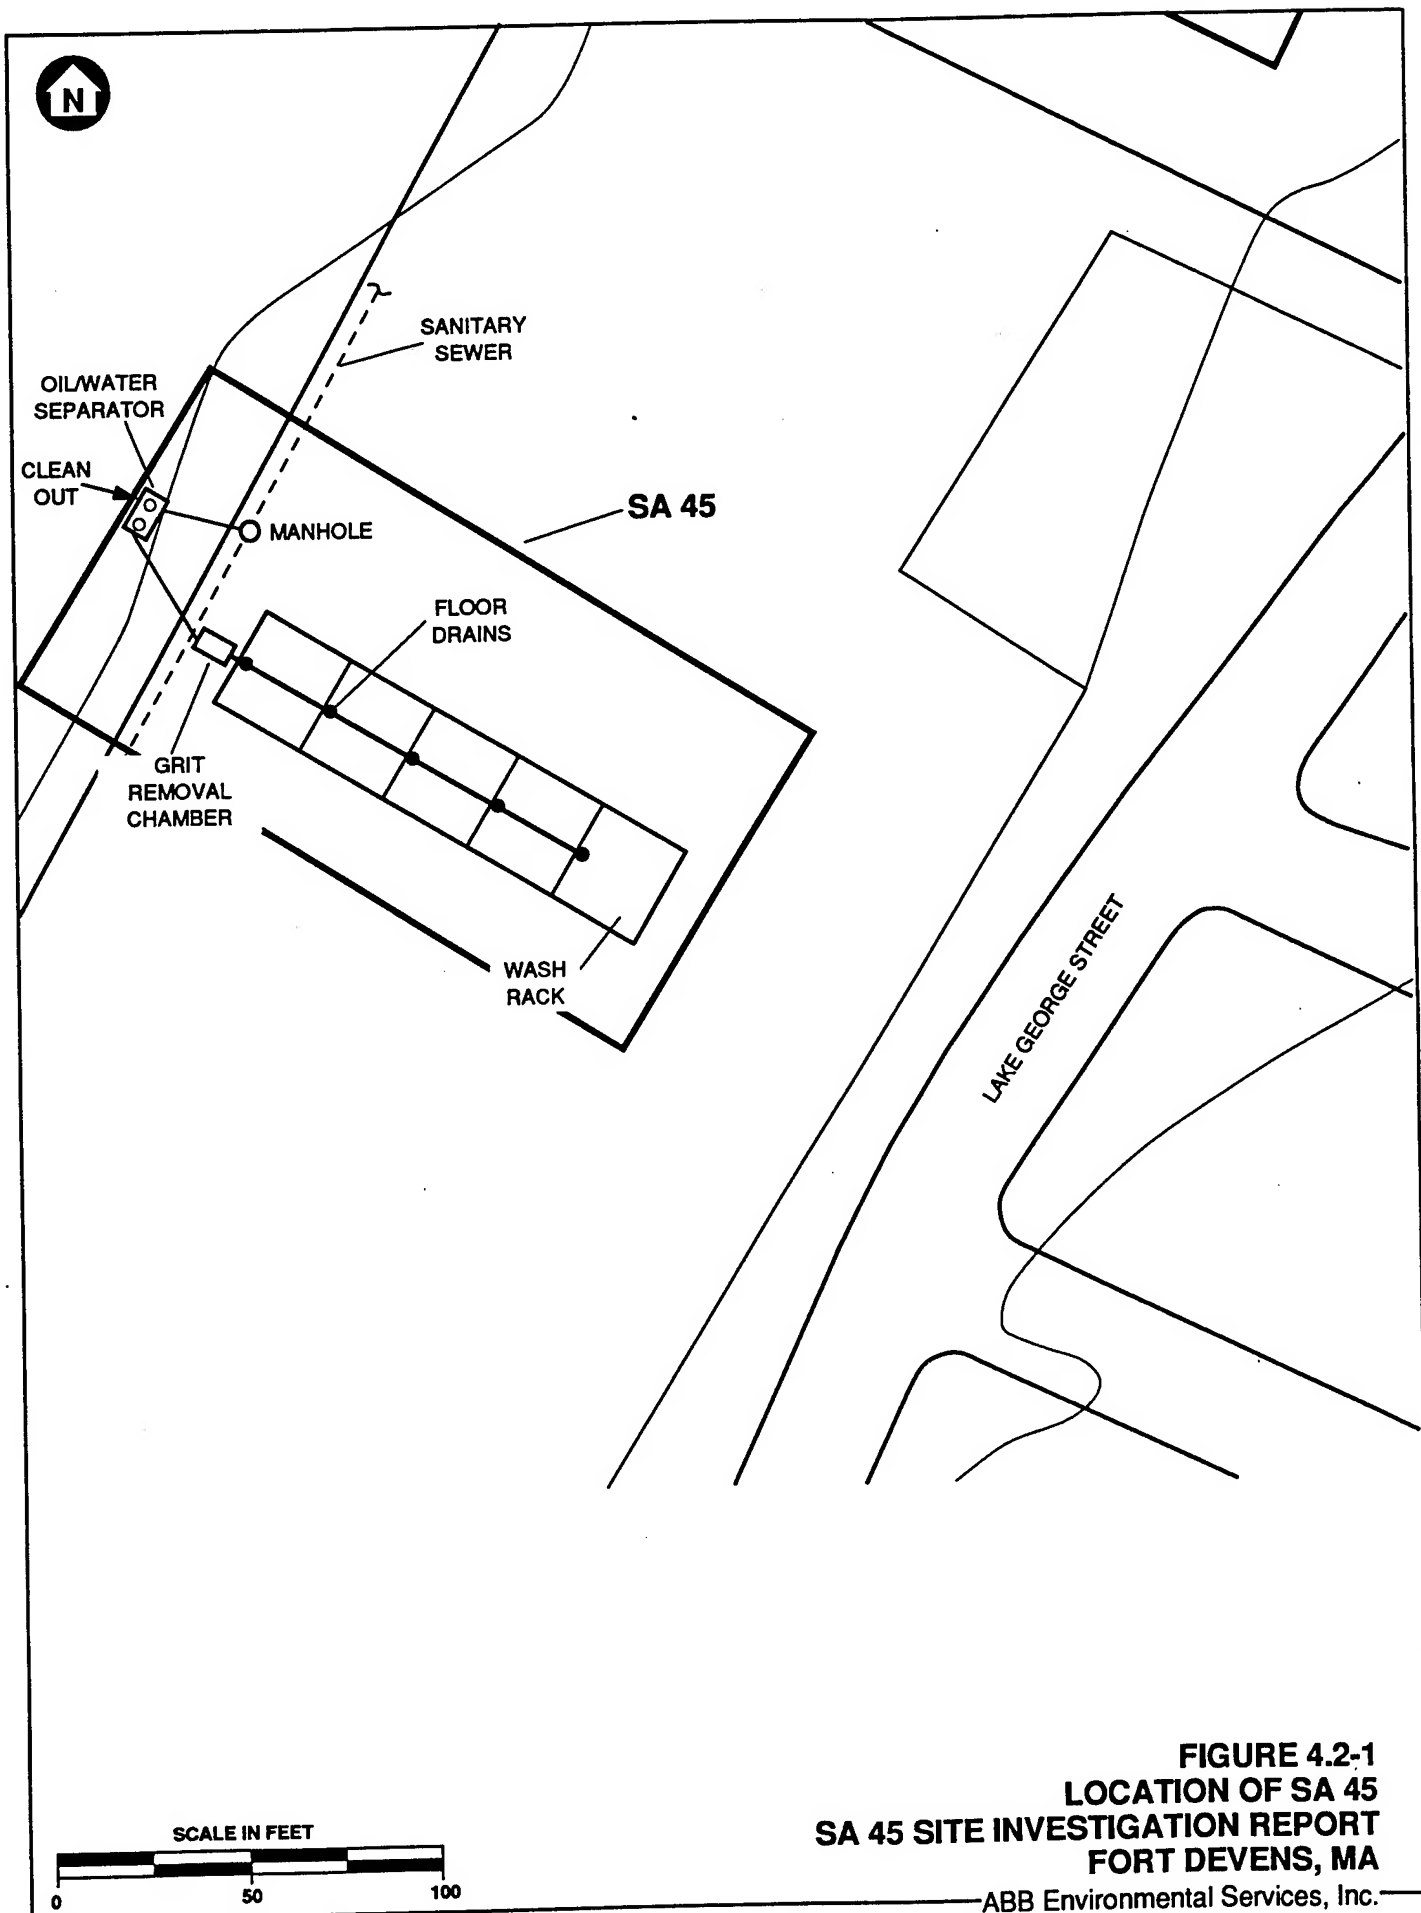 N
SANITARY
SEWER
OIL/WATER
SEPARATOR
CLEAN
OUT
SA 45
MANHOLE
FLOOR
DRAINS
GRIT
REMOVAL
CHAMBER
WASH
RACK
LAKE GEORGE STREET
FIGURE 4.2-1
LOCATION OF SA 45
SA 45 SITE INVESTIGATION REPORT
FORT DEVENS, MA
SCALE IN FEET
0 50 100
ABB Environmental Services, Inc.